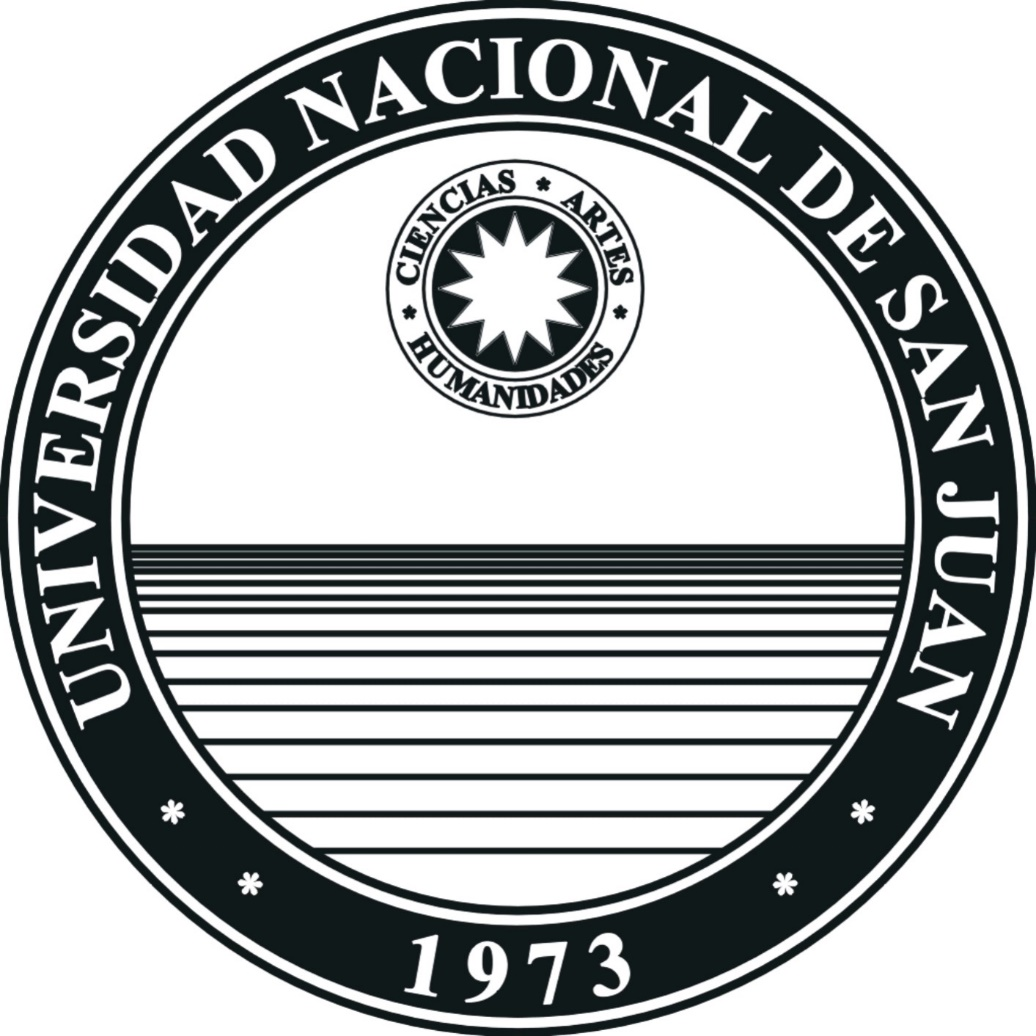 UNIVERSIDAD NACIONAL DE SAN JUAN
CIENCIAS * ARTES
* HUMANIDADES *
* * 1973 * *